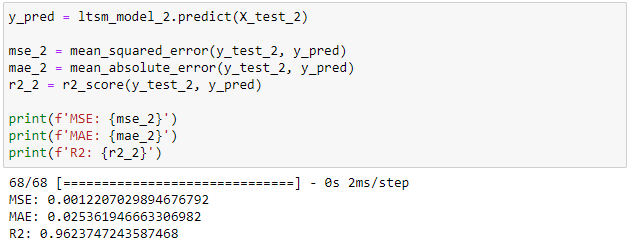 y_pred = ltsm_model_2.predict(X_test_2)
mse_2 = mean_squared_error(y_test_2, y_pred)
mae_2 = mean_absolute_error(y_test_2, y_pred)
r2_2 = r2_score(y_test_2, y_pred)
print(f'MSE: {mse_2}')
print(f'MAE: {mae_2}')
print(f'R2: {r2_2}')
68/68 [==============================] - 0s 2ms/step
MSE: 0.0012207029894676792
MAE: 0.025361946663306982
R2: 0.9623747243587468